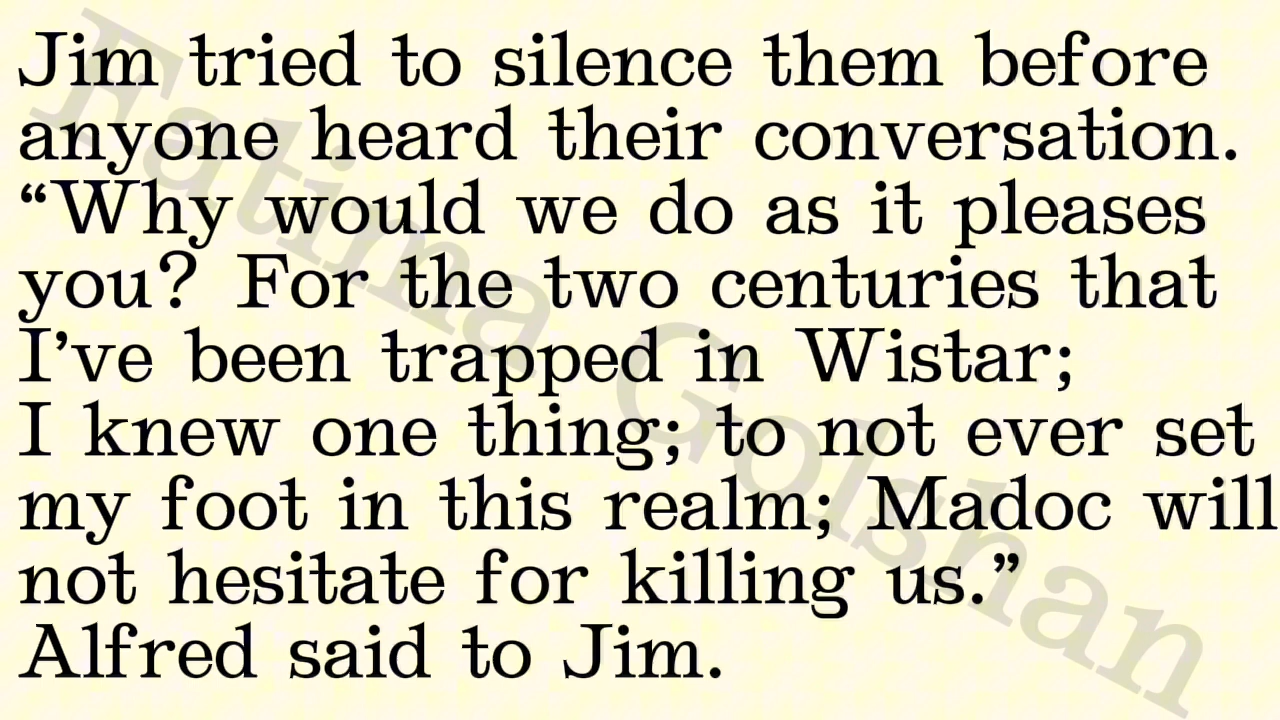 Jim tried to silence them before
anyone heard their conversation.
“Why would we do as it pleases
you? For the two centuries that
I’ve been trapped in Wistar;
I knew one thing; to not ever set
my foot in this realm; Madoc will
not hesitate for killing us.”
Alfred said to Jim.
Fatima Golshan